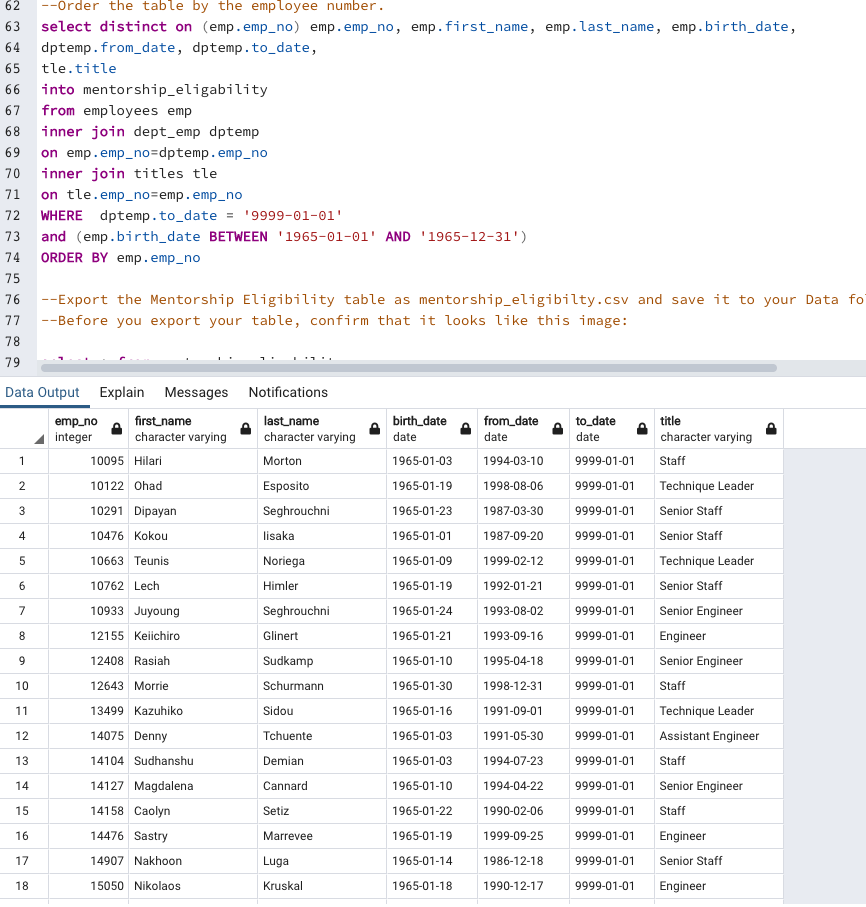 62 --Order the table by the employee number.
63 select distinct on (emp.emp_no) emp.emp_no, emp.first_name, emp.last_name, emp.birth_date,
64 dptemp.from_date, dptemp.to_date,
65 tle.title
66 into mentorship_eligability
67 from employees emp
68 inner join dept_emp dptemp
69 on emp.emp_no=dptemp.emp_no
70 inner join titles tle
71 on tle.emp_no=emp.emp_no
72 WHERE  dptemp.to_date = '9999-01-01'
73 and (emp.birth_date BETWEEN '1965-01-01' AND '1965-12-31')
74 ORDER BY emp.emp_no
75
76 --Export the Mentorship Eligibility table as mentorship_eligibilty.csv and save it to your Data fo
77 --Before you export your table, confirm that it looks like this image:
78
79
Data Output Explain Messages Notifications
emp_no first_name last_name birth_date from_date to_date title
integer character varying character varying date date date character varying
1 10095 Hilari Morton 1965-01-03 1994-03-10 9999-01-01 Staff
2 10122 Ohad Esposito 1965-01-19 1998-08-06 9999-01-01 Technique Leader
3 10291 Dipayan Seghrouchni 1965-01-23 1987-03-30 9999-01-01 Senior Staff
4 10476 Kokou Iisaka 1965-01-01 1987-09-20 9999-01-01 Senior Staff
5 10663 Teunis Noriega 1965-01-09 1999-02-12 9999-01-01 Technique Leader
6 10762 Lech Himler 1965-01-19 1992-01-21 9999-01-01 Senior Staff
7 10933 Juyoung Seghrouchni 1965-01-24 1993-08-02 9999-01-01 Senior Engineer
8 12155 Keiichiro Glinert 1965-01-21 1993-09-16 9999-01-01 Engineer
9 12408 Rasiah Sudkamp 1965-01-10 1995-04-18 9999-01-01 Senior Engineer
10 12643 Morrie Schurmann 1965-01-30 1998-12-31 9999-01-01 Staff
11 13499 Kazuhiko Sidou 1965-01-16 1991-09-01 9999-01-01 Technique Leader
12 14075 Denny Tchuente 1965-01-03 1991-05-30 9999-01-01 Assistant Engineer
13 14104 Sudhanshu Demian 1965-01-03 1994-07-23 9999-01-01 Staff
14 14127 Magdalena Cannard 1965-01-10 1994-04-22 9999-01-01 Senior Engineer
15 14158 Caolyn Setiz 1965-01-22 1990-02-06 9999-01-01 Staff
16 14476 Sastry Marrevee 1965-01-19 1999-09-25 9999-01-01 Engineer
17 14907 Nakhoon Luga 1965-01-14 1986-12-18 9999-01-01 Senior Staff
18 15050 Nikolaos Kruskal 1965-01-18 1990-12-17 9999-01-01 Engineer